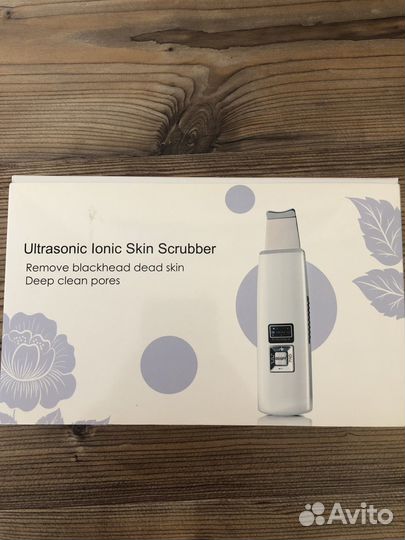 Ultrasonic Ionic Skin Scrubber
Remove blackhead dead skin
Deep clean pores
Avito